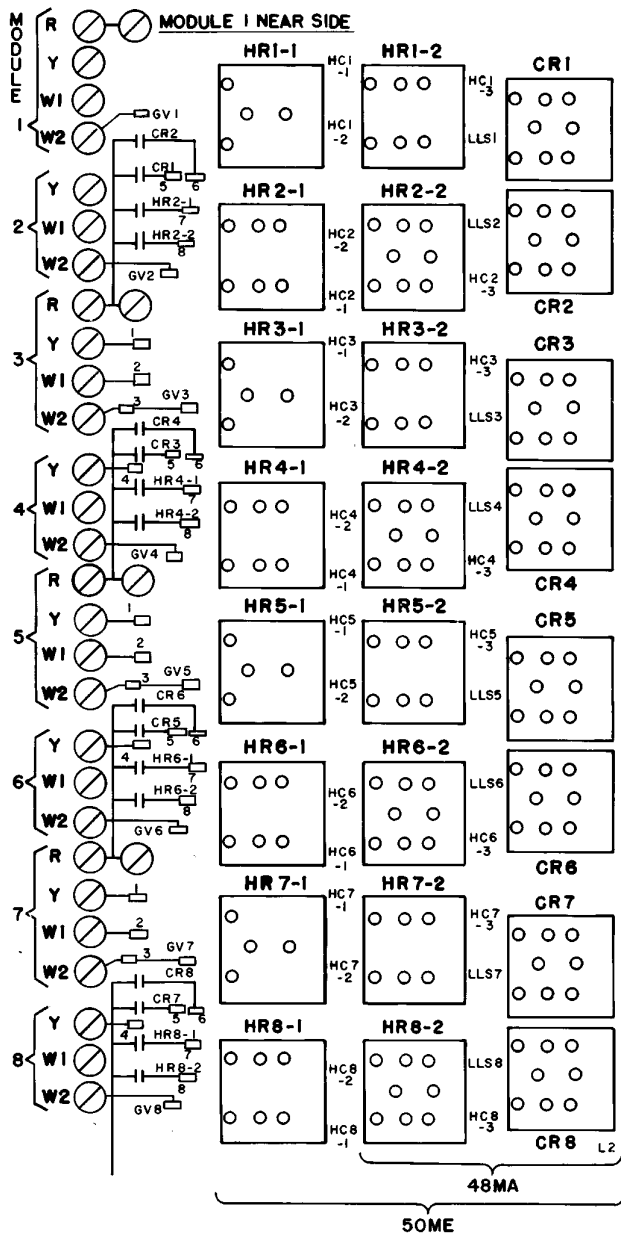 MODULE
R MODULE 1 NEAR SIDE
Y
W1
1 W2 GV1
CR2
Y CR1 5 6
2 W1 HR2-1 7
HR2-2 8
W2 GV2
R
Y 1
3 W1 2
W2 3 GV3
CR4
CR3 5 6
Y 4 HR4-1 7
4 W1 HR4-2 8
W2 GV4
R
Y 1
5 W1 2
W2 3 GV5
CR6
CR5 5 6
Y 4 HR6-1 7
6 W1 HR6-2 8
W2 GV6
R
Y 1
7 W1 2
W2 3 GV7
CR8
CR7 5 6
Y 4 HR8-1 7
8 W1 HR8-2 8
W2 GV8
HR1-1 HC1-1 HR1-2 HC1-3 CR1
HC1-2 LLS1
HR2-1 HC2-2 HR2-2 LLS2
HC2-1 HC2-3 CR2
HR3-1 HC3-1 HR3-2 HC3-3 CR3
HC3-2 LLS3
HR4-1 HC4-2 HR4-2 LLS4
HC4-1 HC4-3 CR4
HR5-1 HC5-1 HR5-2 HC5-3 CR5
HC5-2 LLS5
HR6-1 HC6-2 HR6-2 LLS6
HC6-1 HC6-3 CR6
HR7-1 HC7-1 HR7-2 HC7-3 CR7
HC7-2 LLS7
HR8-1 HC8-2 HR8-2 LLS8
HC8-1 HC8-3 CR8 L2
48MA
50ME